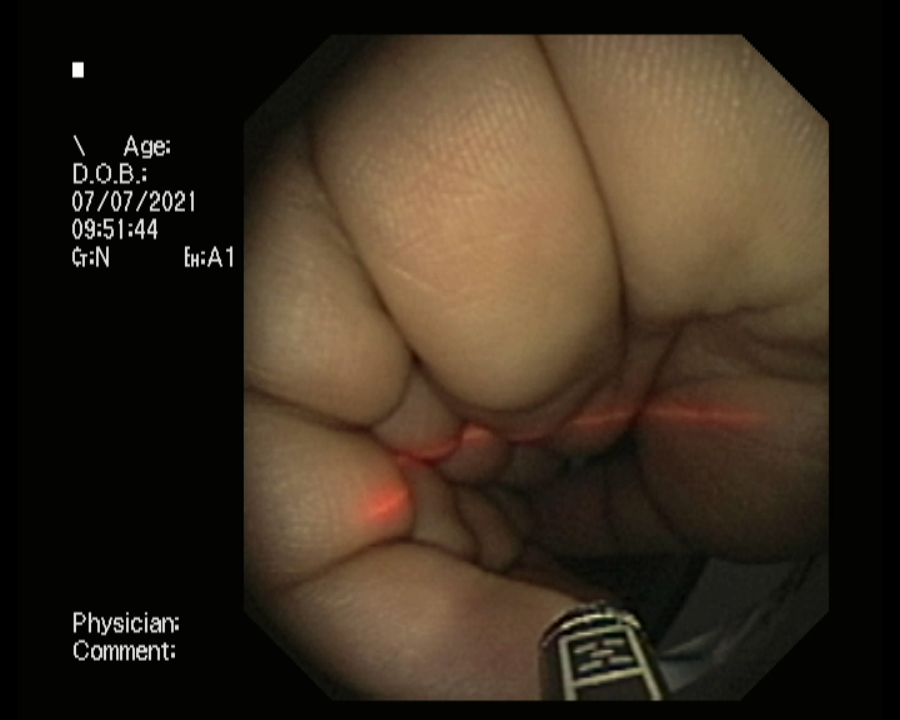 \ Age:
D.O.B.:
07/07/2021
09:51:44
Cr:N Eh:A1
Physician:
Comment: